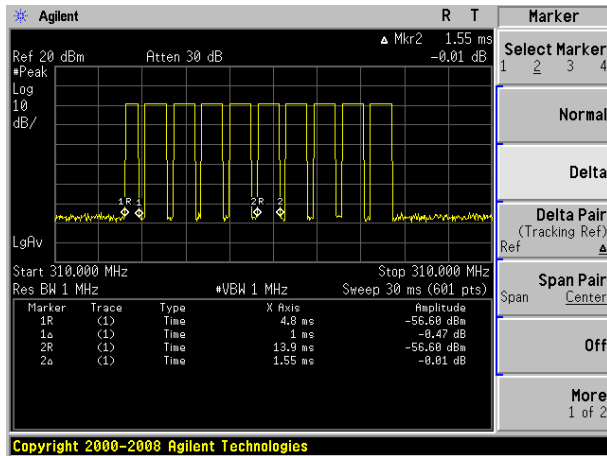 Agilent R T
Δ Mkr2 1.55 ms
Ref 20 dBm Atten 30 dB -0.01 dB
#Peak
Log
10
dB/
1R 1 2R 2
LgAv
Start 310.000 MHz Stop 310.000 MHz
Res BW 1 MHz #VBW 1 MHz Sweep 30 ms (601 pts)
Marker Trace Type X Axis Amplitude
1R (1) Time 4.8 ms -56.60 dBm
1Δ (1) Time 1 ms -0.47 dB
2R (1) Time 13.9 ms -56.60 dBm
2Δ (1) Time 1.55 ms -0.01 dB
Copyright 2000-2008 Agilent Technologies
Marker
Select Marker
1 2 3 4
Normal
Delta
Delta Pair
(Tracking Ref)
Ref Δ
Span Pair
Span Center
Off
More
1 of 2